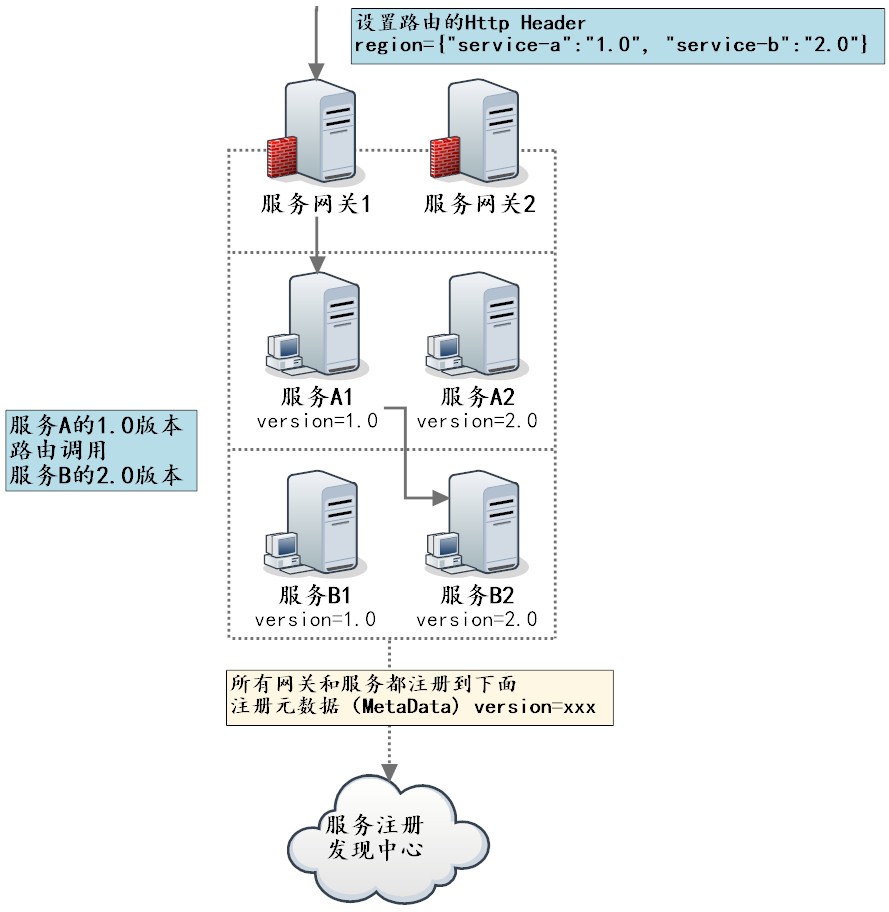 设置路由的Http Header
region={"service-a":"1.0", "service-b":"2.0"}
服务网关1
服务网关2
服务A1
version=1.0
服务A2
version=2.0
服务A的1.0版本
路由调用
服务B的2.0版本
服务B1
version=1.0
服务B2
version=2.0
所有网关和服务都注册到下面
注册元数据 (MetaData) version=xxx
服务注册
发现中心